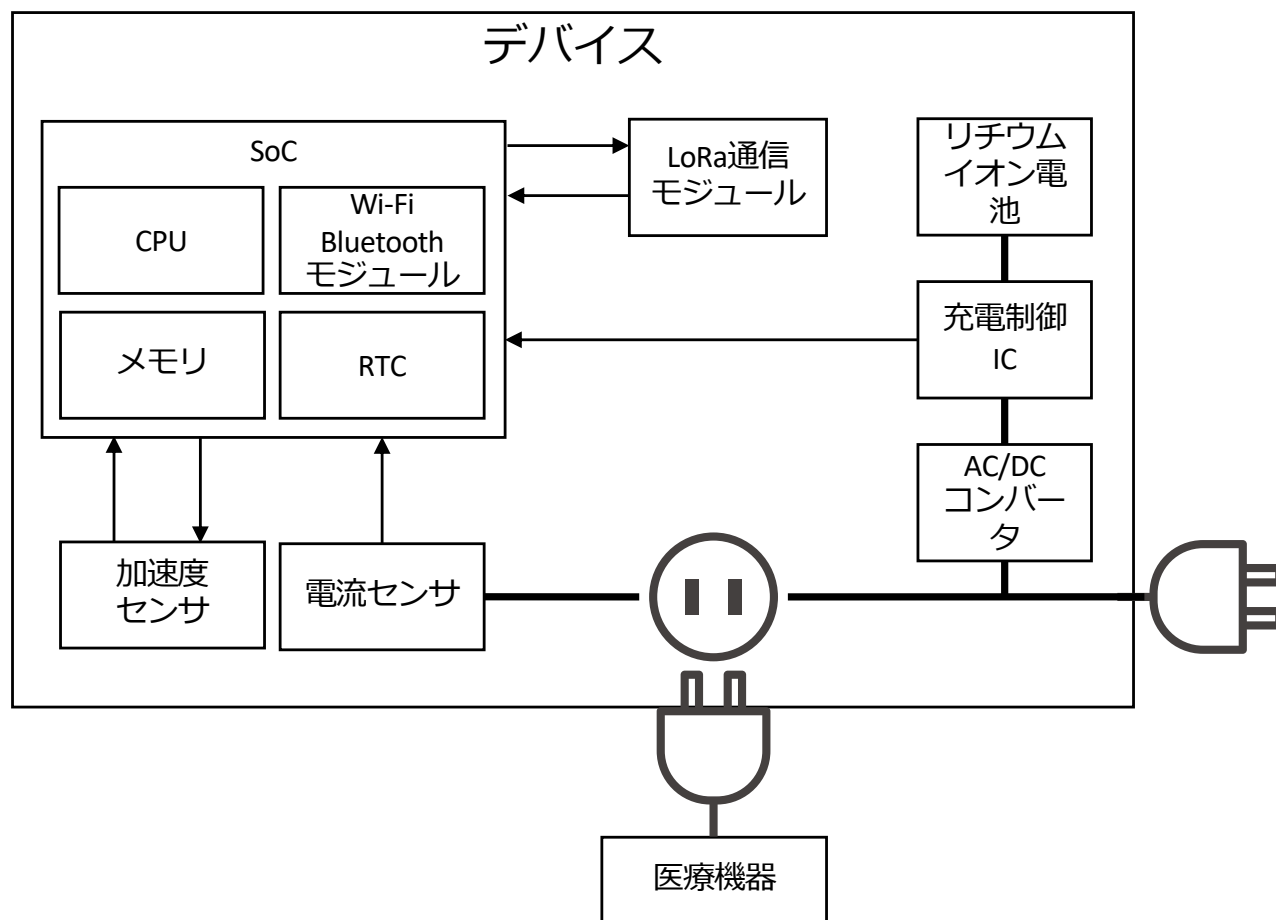 デバイス
SoC
CPU
Wi-Fi
Bluetooth
モジュール
メモリ
RTC
LoRa通信
モジュール
リチウム
イオン電
池
充電制御
IC
AC/DC
コンバー
タ
加速度
センサ
電流センサ
医療機器